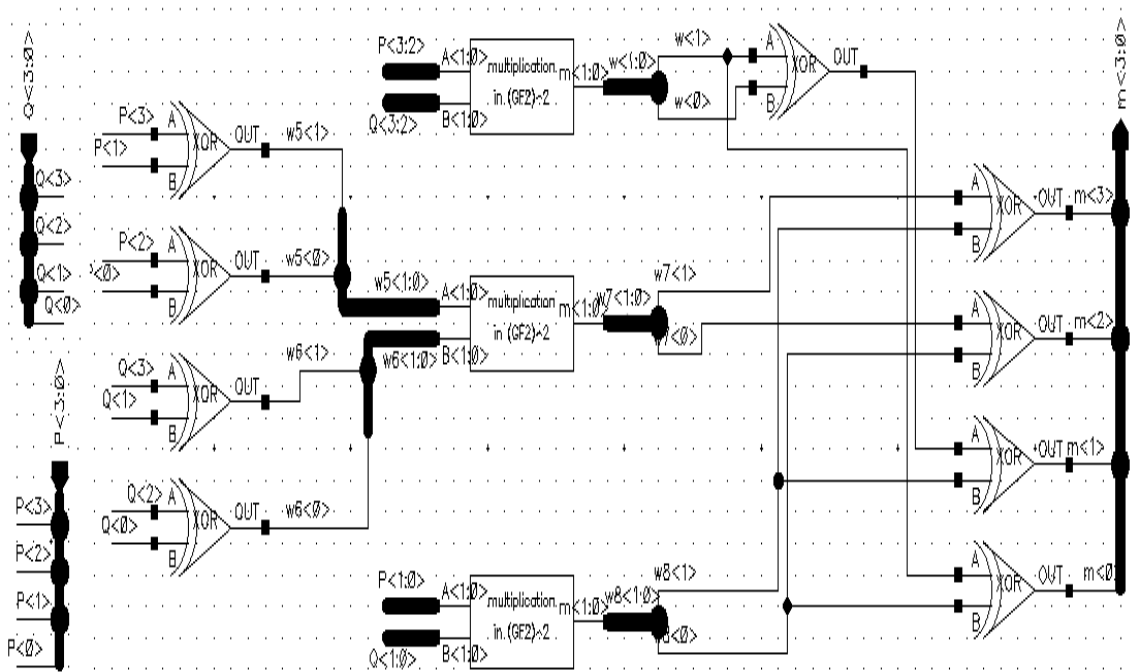 Q<3:0>
Q<3>
Q<2>
Q<1>
Q<0>
P<3:0>
P<3>
P<2>
P<1>
P<0>
P<3>
P<1>
A
B
XOR
OUT
w5<1>
P<2>
A
B
XOR
OUT
w5<0>
Q<3>
Q<1>
A
B
XOR
OUT
w6<1>
Q<2>
Q<0>
A
B
XOR
OUT
w6<0>
P<3:2>
Q<3:2>
A<1:0>
B<1:0>
multiplication
in (GF2)^2
m<1:0>
w<1:0>
w<1>
w<0>
w5<1:0>
w6<1:0>
A<1:0>
B<1:0>
multiplication
in (GF2)^2
m<1:0>
w7<1:0>
w7<1>
P<1:0>
Q<1:0>
A<1:0>
B<1:0>
multiplication
in (GF2)^2
m<1:0>
w8<1:0>
w8<1>
A
B
XOR
OUT
A
B
XOR
OUT
m<3>
A
B
XOR
OUT
m<2>
A
B
XOR
OUT
m<1>
A
B
XOR
OUT
m<0>
m<3:0>